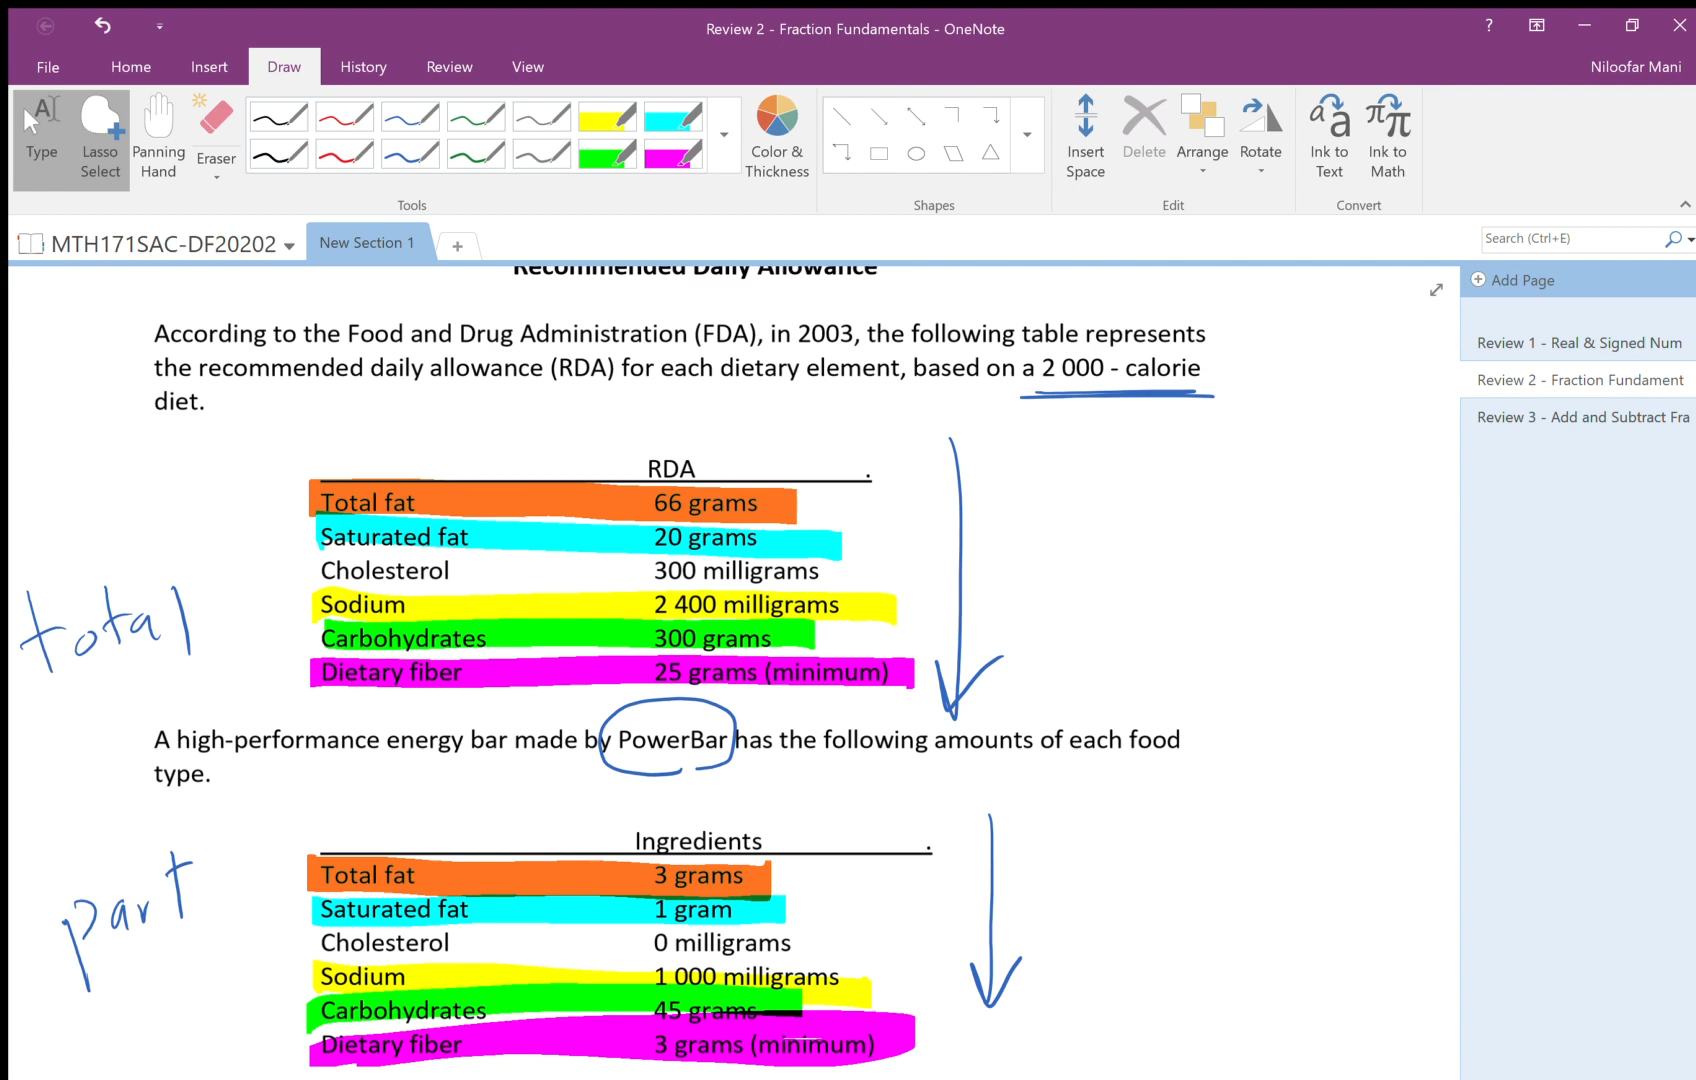 Review 2 - Fraction Fundamentals - OneNote
?
File Home Insert Draw History Review View Niloofar Mani
Type
Lasso Select
Panning Hand
Eraser
Color & Thickness
Insert Space
Delete
Arrange
Rotate
Ink to Text
Ink to Math
Tools Shapes Edit Convert
MTH171SAC-DF20202 New Section 1 + Search (Ctrl+E)
Recommended Daily Allowance
Add Page
Review 1 - Real & Signed Num
Review 2 - Fraction Fundament
Review 3 - Add and Subtract Fra
According to the Food and Drug Administration (FDA), in 2003, the following table represents
the recommended daily allowance (RDA) for each dietary element, based on a 2 000 - calorie
diet.
RDA .
Total fat 66 grams
Saturated fat 20 grams
Cholesterol 300 milligrams
Sodium 2 400 milligrams
Carbohydrates 300 grams
Dietary fiber 25 grams (minimum)
total
A high-performance energy bar made by PowerBar has the following amounts of each food
type.
Ingredients .
Total fat 3 grams
Saturated fat 1 gram
Cholesterol 0 milligrams
Sodium 1 000 milligrams
Carbohydrates 45 grams
Dietary fiber 3 grams (minimum)
part